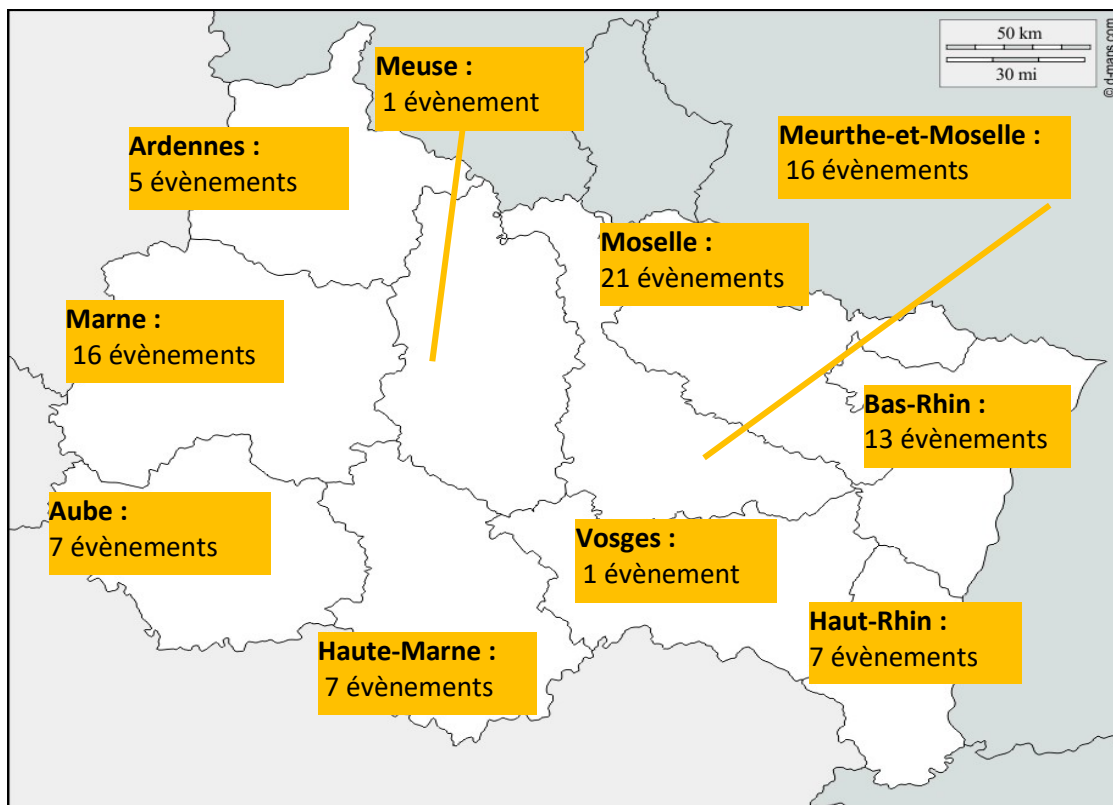 50 km
30 mi
© d-maps.com
Meuse :
1 évènement
Ardennes :
5 évènements
Meurthe-et-Moselle :
16 évènements
Moselle :
21 évènements
Marne :
16 évènements
Bas-Rhin :
13 évènements
Aube :
7 évènements
Vosges :
1 évènement
Haut-Rhin :
7 évènements
Haute-Marne :
7 évènements